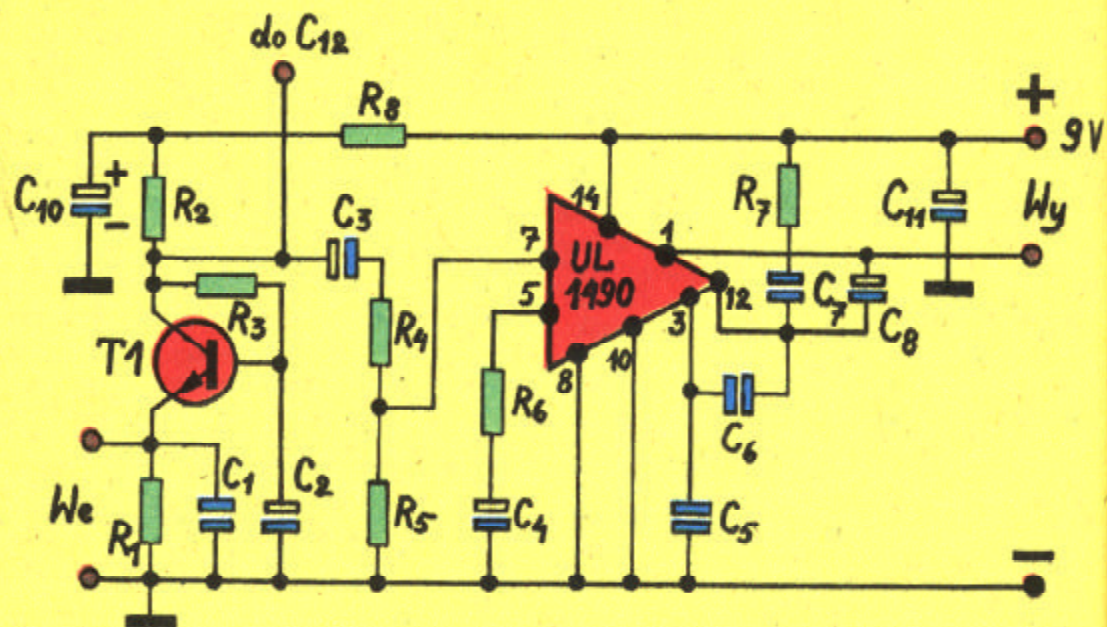 do C12
R8
+
9V
C10
+
−
R2
C3
R7
C11
Wy
14
7
1
UL
1490
5
12
R3
R4
3
C7
C8
T1
10
8
R6
C6
We
R1
C1
C2
R5
C4
C5
−